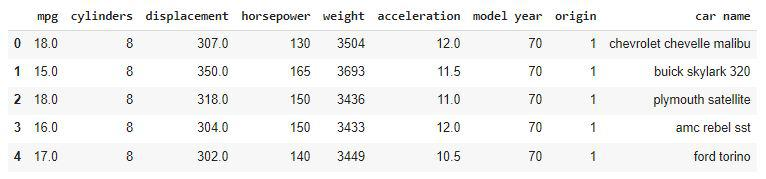 mpg cylinders displacement horsepower weight acceleration model year origin car name
0 18.0 8 307.0 130 3504 12.0 70 1 chevrolet chevelle malibu
1 15.0 8 350.0 165 3693 11.5 70 1 buick skylark 320
2 18.0 8 318.0 150 3436 11.0 70 1 plymouth satellite
3 16.0 8 304.0 150 3433 12.0 70 1 amc rebel sst
4 17.0 8 302.0 140 3449 10.5 70 1 ford torino